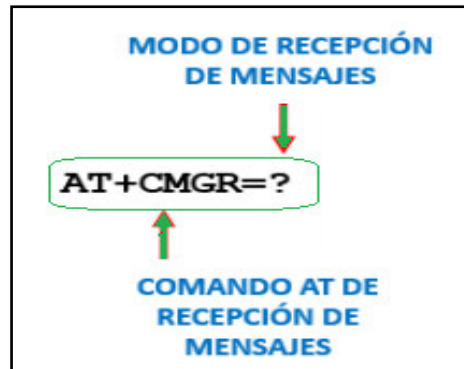 MODO DE RECEPCIÓN
DE MENSAJES
AT+CMGR=?
COMANDO AT DE
RECEPCIÓN DE
MENSAJES